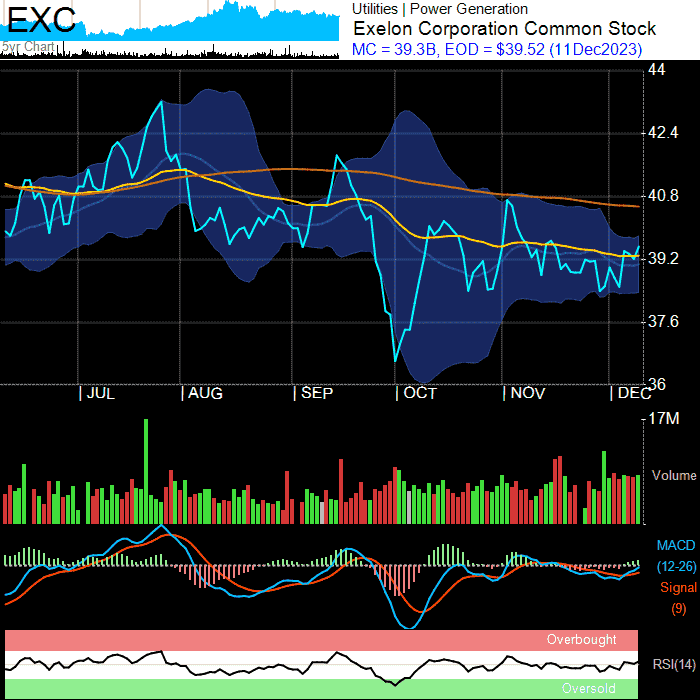 EXC
5yr Chart
Utilities | Power Generation
Exelon Corporation Common Stock
MC = 39.3B, EOD = $39.52 (11Dec2023)
44
42.4
40.8
39.2
37.6
36
| JUL | AUG | SEP | OCT | NOV | DEC
17M
Volume
MACD
(12-26)
Signal
(9)
Overbought
RSI(14)
Oversold